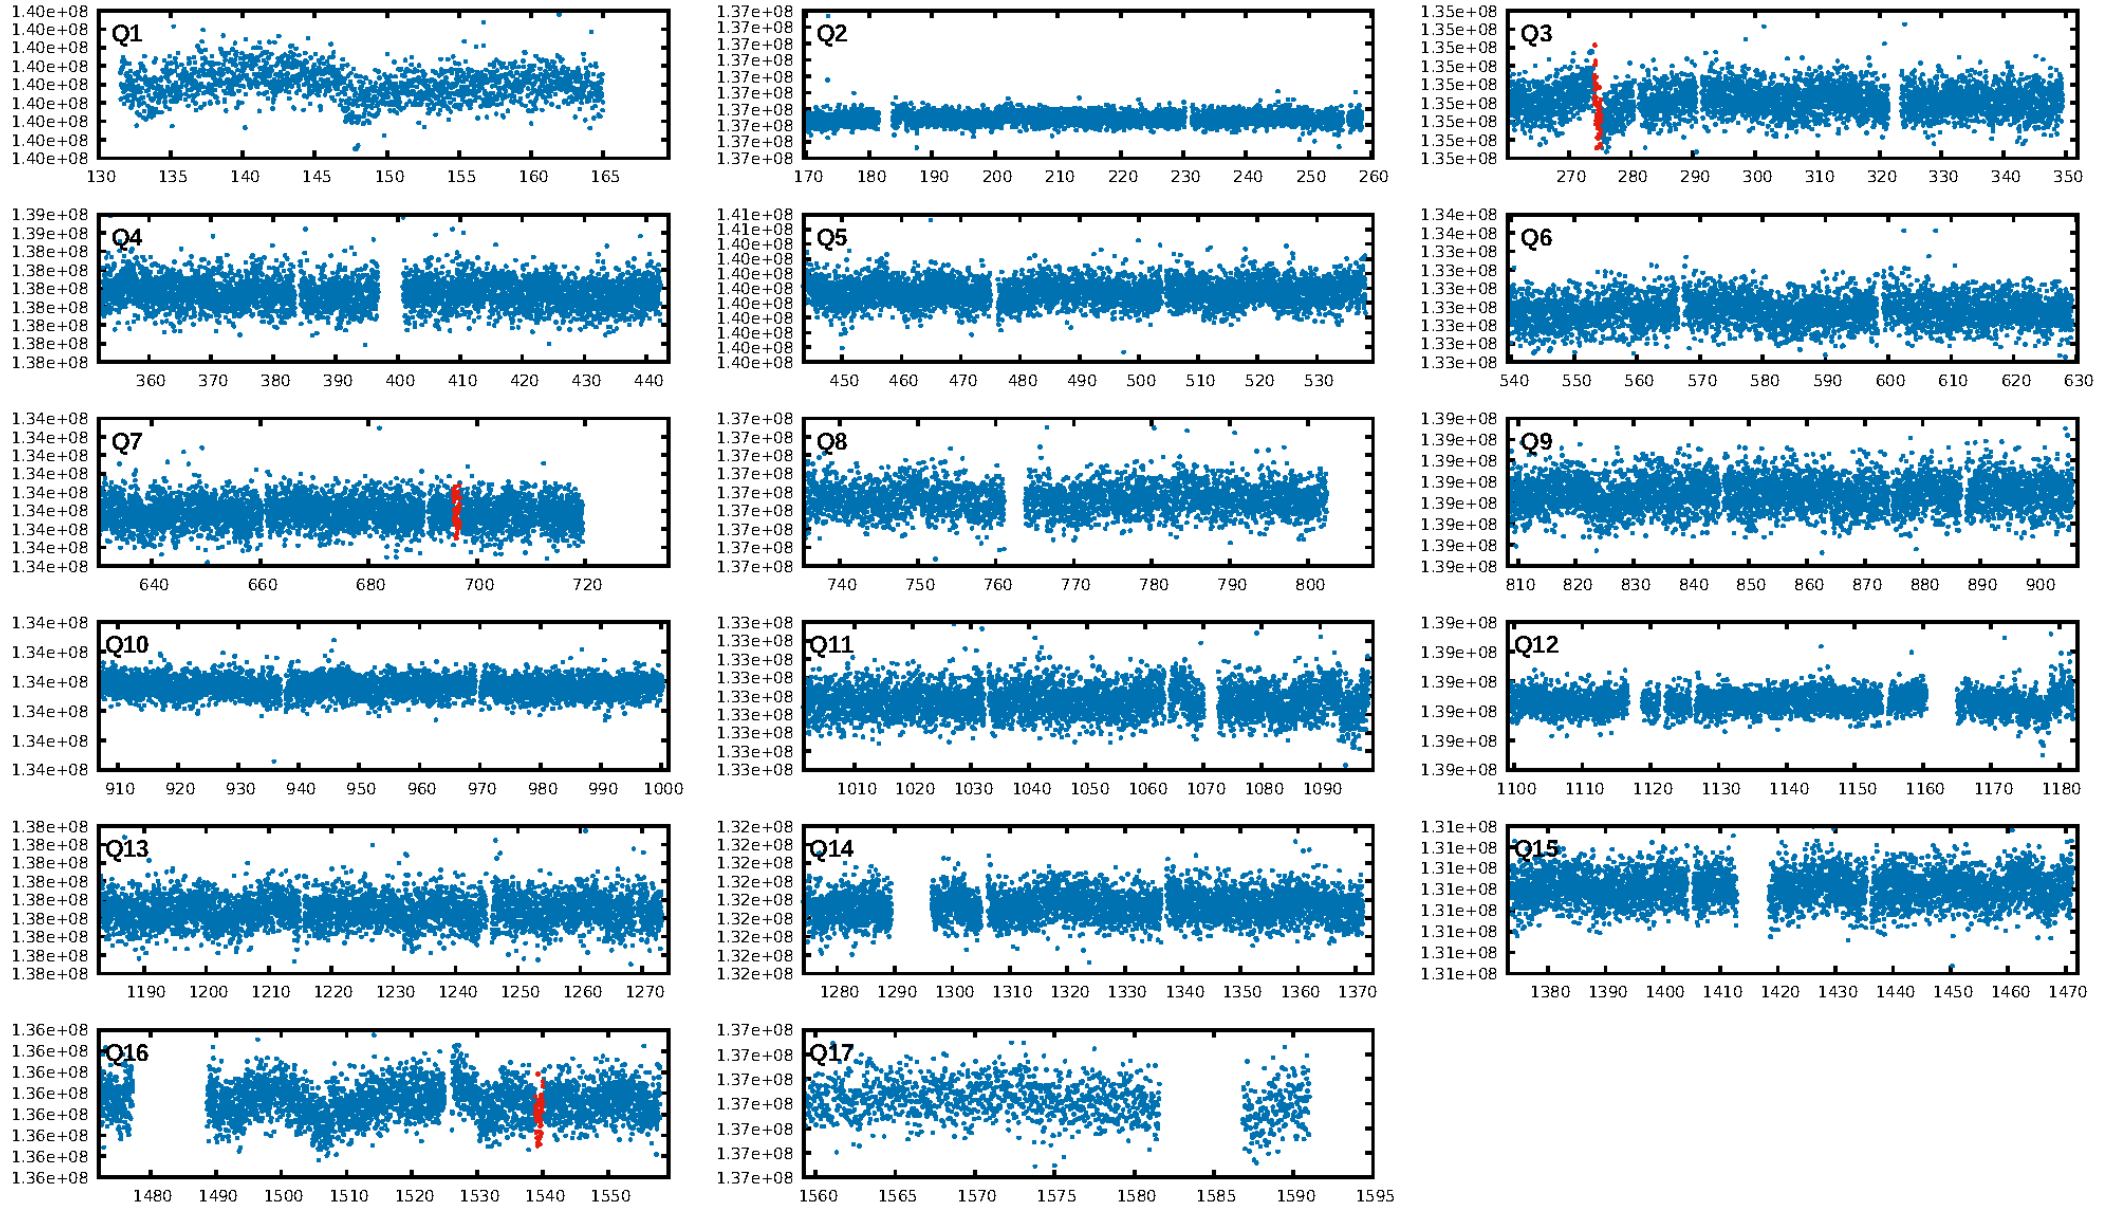 Q1
1.40e+08
1.40e+08
1.40e+08
1.40e+08
1.40e+08
1.40e+08
1.40e+08
1.40e+08
1.40e+08
130 135 140 145 150 155 160 165
Q2
1.37e+08
1.37e+08
1.37e+08
1.37e+08
1.37e+08
1.37e+08
1.37e+08
1.37e+08
1.37e+08
1.37e+08
170 180 190 200 210 220 230 240 250 260
Q3
1.35e+08
1.35e+08
1.35e+08
1.35e+08
1.35e+08
1.35e+08
1.35e+08
1.35e+08
1.35e+08
270 280 290 300 310 320 330 340 350
Q4
1.39e+08
1.39e+08
1.38e+08
1.38e+08
1.38e+08
1.38e+08
1.38e+08
1.38e+08
1.38e+08
360 370 380 390 400 410 420 430 440
Q5
1.41e+08
1.41e+08
1.40e+08
1.40e+08
1.40e+08
1.40e+08
1.40e+08
1.40e+08
1.40e+08
1.40e+08
1.40e+08
450 460 470 480 490 500 510 520 530
Q6
1.34e+08
1.34e+08
1.33e+08
1.33e+08
1.33e+08
1.33e+08
1.33e+08
1.33e+08
1.33e+08
540 550 560 570 580 590 600 610 620 630
Q7
1.34e+08
1.34e+08
1.34e+08
1.34e+08
1.34e+08
1.34e+08
1.34e+08
1.34e+08
1.34e+08
640 660 680 700 720
Q8
1.37e+08
1.37e+08
1.37e+08
1.37e+08
1.37e+08
1.37e+08
1.37e+08
1.37e+08
1.37e+08
740 750 760 770 780 790 800
Q9
1.39e+08
1.39e+08
1.39e+08
1.39e+08
1.39e+08
1.39e+08
1.39e+08
1.39e+08
810 820 830 840 850 860 870 880 890 900
Q10
1.34e+08
1.34e+08
1.34e+08
1.34e+08
1.34e+08
1.34e+08
910 920 930 940 950 960 970 980 990 1000
Q11
1.33e+08
1.33e+08
1.33e+08
1.33e+08
1.33e+08
1.33e+08
1.33e+08
1.33e+08
1.33e+08
1010 1020 1030 1040 1050 1060 1070 1080 1090
Q12
1.39e+08
1.39e+08
1.39e+08
1.39e+08
1.39e+08
1.39e+08
1100 1110 1120 1130 1140 1150 1160 1170 1180
Q13
1.38e+08
1.38e+08
1.38e+08
1.38e+08
1.38e+08
1.38e+08
1.38e+08
1.38e+08
1.38e+08
1190 1200 1210 1220 1230 1240 1250 1260 1270
Q14
1.32e+08
1.32e+08
1.32e+08
1.32e+08
1.32e+08
1.32e+08
1.32e+08
1.32e+08
1.32e+08
1280 1290 1300 1310 1320 1330 1340 1350 1360 1370
Q15
1.31e+08
1.31e+08
1.31e+08
1.31e+08
1.31e+08
1.31e+08
1.31e+08
1.31e+08
1380 1390 1400 1410 1420 1430 1440 1450 1460 1470
Q16
1.36e+08
1.36e+08
1.36e+08
1.36e+08
1.36e+08
1.36e+08
1.36e+08
1.36e+08
1480 1490 1500 1510 1520 1530 1540 1550
Q17
1.37e+08
1.37e+08
1.37e+08
1.37e+08
1.37e+08
1.37e+08
1.37e+08
1560 1565 1570 1575 1580 1585 1590 1595